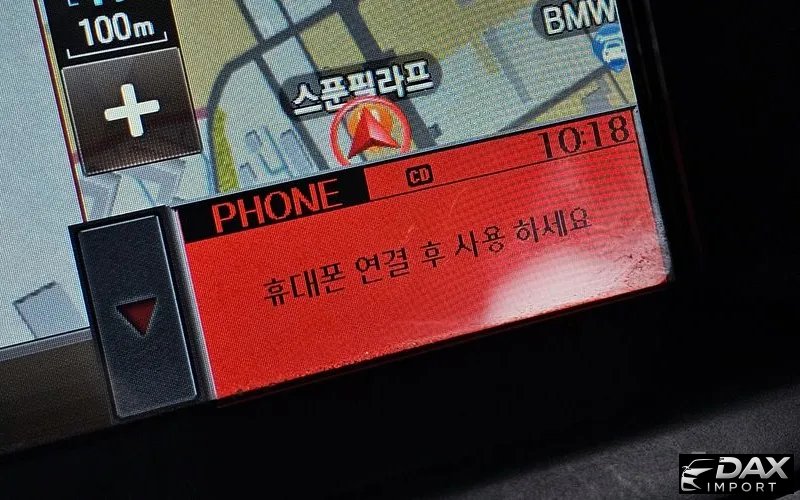 100m
BMW
+
스푼필라프
10:18
PHONE
CD
휴대폰 연결 후 사용 하세요
DAX
IMPORT